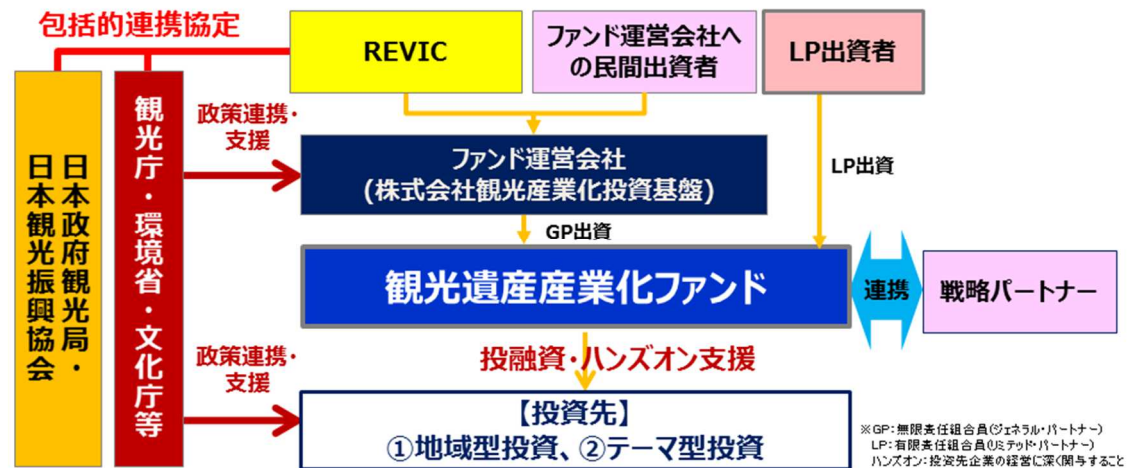 包括的連携協定
REVIC
ファンド運営会社へ
の民間出資者
LP出資者
日本政府観光局・
日本観光振興協会
観光庁・環境省・文化庁等
政策連携・
支援
ファンド運営会社
(株式会社観光産業化投資基盤)
LP出資
GP出資
観光遺産産業化ファンド
連携
戦略パートナー
投融資・ハンズオン支援
政策連携・
支援
【投資先】
①地域型投資、②テーマ型投資
※GP:無限責任組合員(ジェネラル・パートナー)
LP:有限責任組合員(リミテッド・パートナー)
ハンズオン:投資先企業の経営に深く関与すること